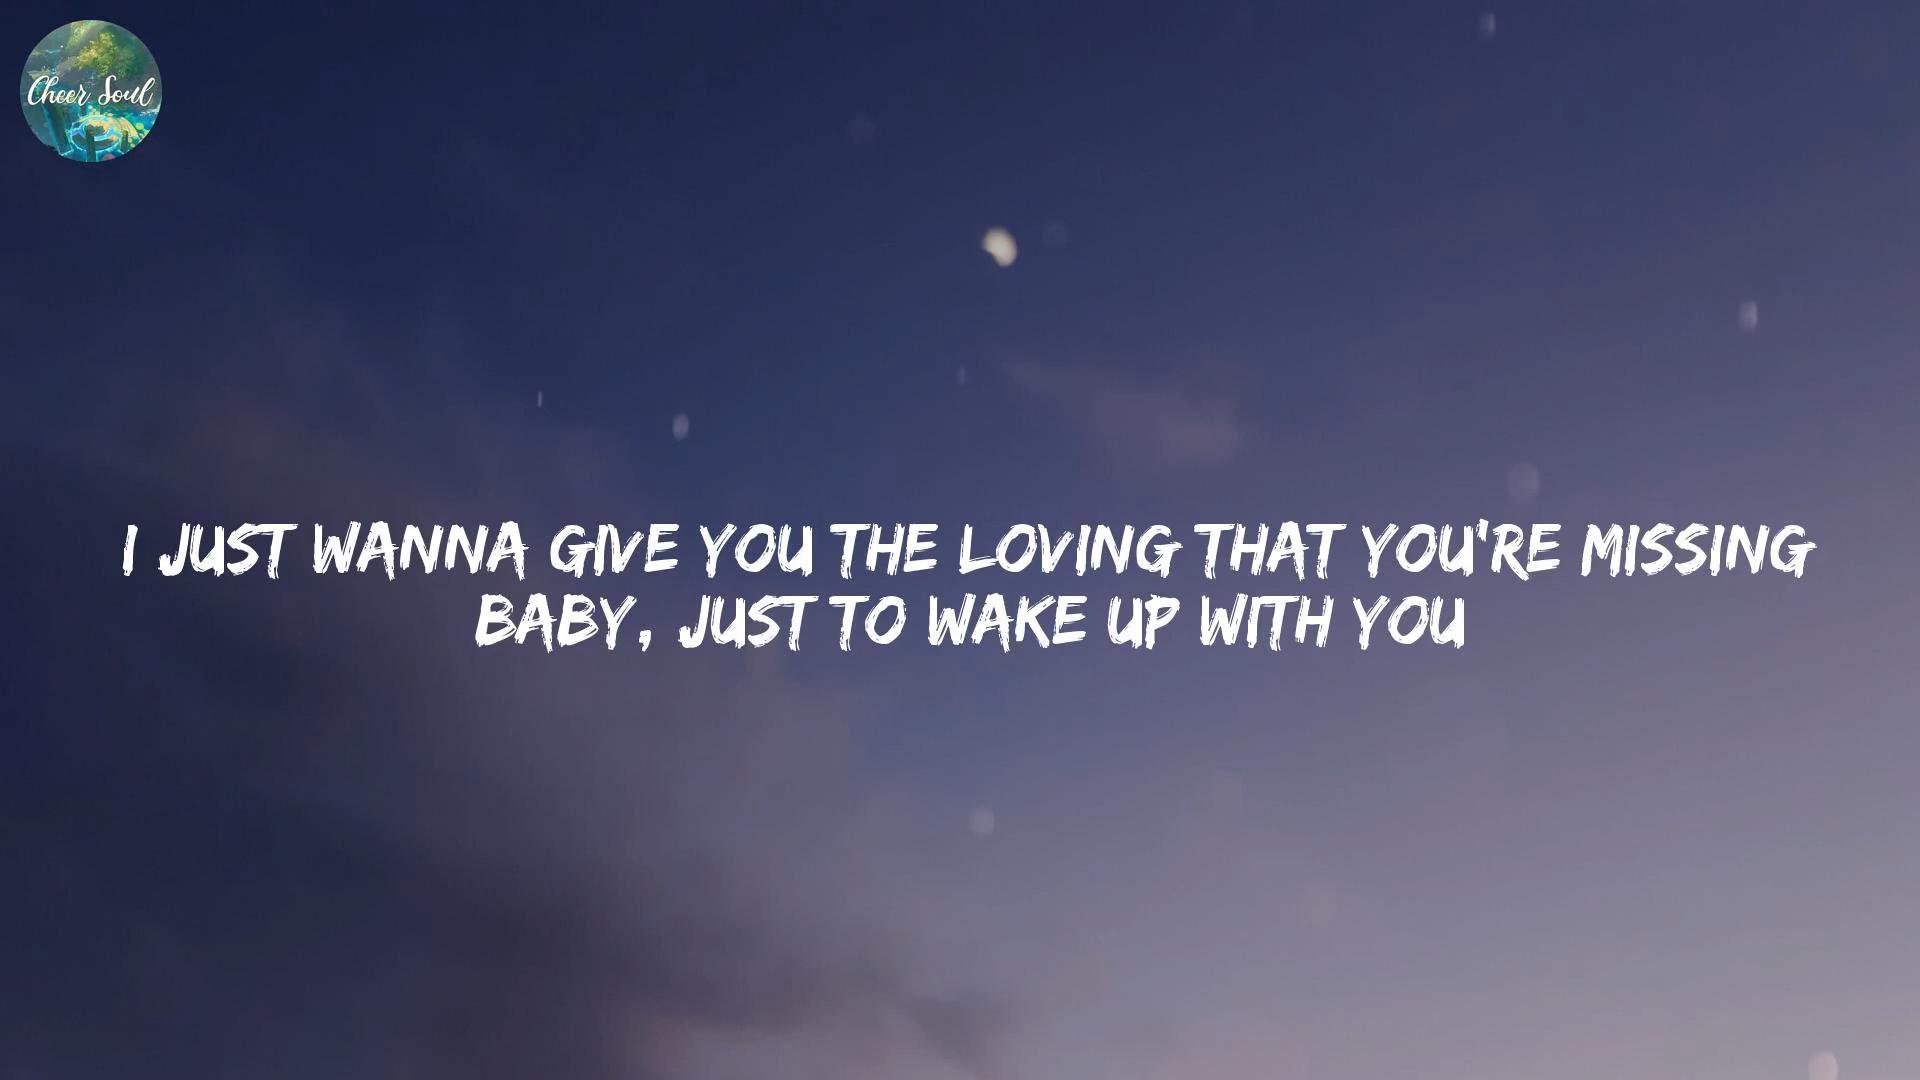 Cheer Soul
I JUST WANNA GIVE YOU THE LOVING THAT YOU'RE MISSING
BABY, JUST TO WAKE UP WITH YOU